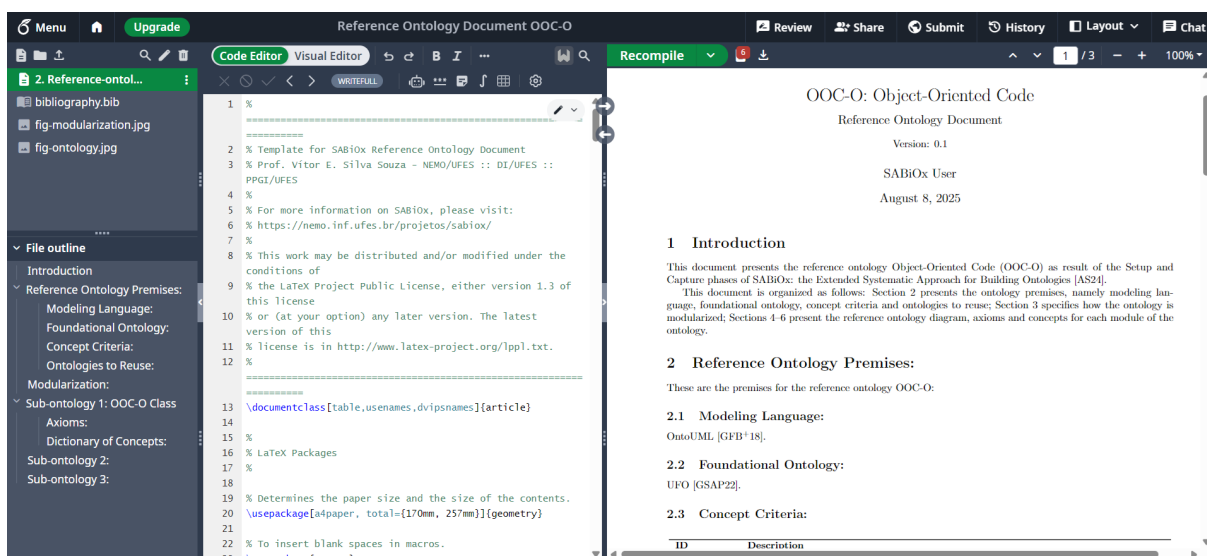 Menu
Upgrade
Reference Ontology Document OOC-O
Review
Share
Submit
History
Layout
Chat
Code Editor
Visual Editor
B I ...
Recompile
6
1 / 3
100%
2. Reference-ontol...
bibliography.bib
fig-modularization.jpg
fig-ontology.jpg
File outline
Introduction
Reference Ontology Premises:
Modeling Language:
Foundational Ontology:
Concept Criteria:
Ontologies to Reuse:
Modularization:
Sub-ontology 1: OOC-O Class
Axioms:
Dictionary of Concepts:
Sub-ontology 2:
Sub-ontology 3:
WRITEFULL
1 %
============================================================
==========
2 % Template for SABiOx Reference Ontology Document
3 % Prof. Vítor E. Silva Souza - NEMO/UFES :: DI/UFES ::
PPGI/UFES
4 %
5 % For more information on SABiOx, please visit:
6 % https://nemo.inf.ufes.br/projetos/sabiox/
7 %
8 % This work may be distributed and/or modified under the
conditions of
9 % the LaTeX Project Public License, either version 1.3 of
this license
10 % or (at your option) any later version. The latest
version of this
11 % license is in http://www.latex-project.org/lppl.txt.
12 %
============================================================
==========
13 \documentclass[table,usenames,dvipsnames]{article}
14
15 %
16 % LaTeX Packages
17 %
18
19 % Determines the paper size and the size of the contents.
20 \usepackage[a4paper, total={170mm, 257mm}]{geometry}
21
22 % To insert blank spaces in macros.
OOC-O: Object-Oriented Code
Reference Ontology Document
Version: 0.1
SABiOx User
August 8, 2025
1 Introduction
This document presents the reference ontology Object-Oriented Code (OOC-O) as result of the Setup and
Capture phases of SABiOx: the Extended Systematic Approach for Building Ontologies [AS24].
This document is organized as follows: Section 2 presents the ontology premises, namely modeling lan-
guage, foundational ontology, concept criteria and ontologies to reuse; Section 3 specifies how the ontology is
modularized; Sections 4–6 present the reference ontology diagram, axioms and concepts for each module of the
ontology.
2 Reference Ontology Premises:
These are the premises for the reference ontology OOC-O:
2.1 Modeling Language:
OntoUML [GFB+18].
2.2 Foundational Ontology:
UFO [GSAP22].
2.3 Concept Criteria:
ID Description